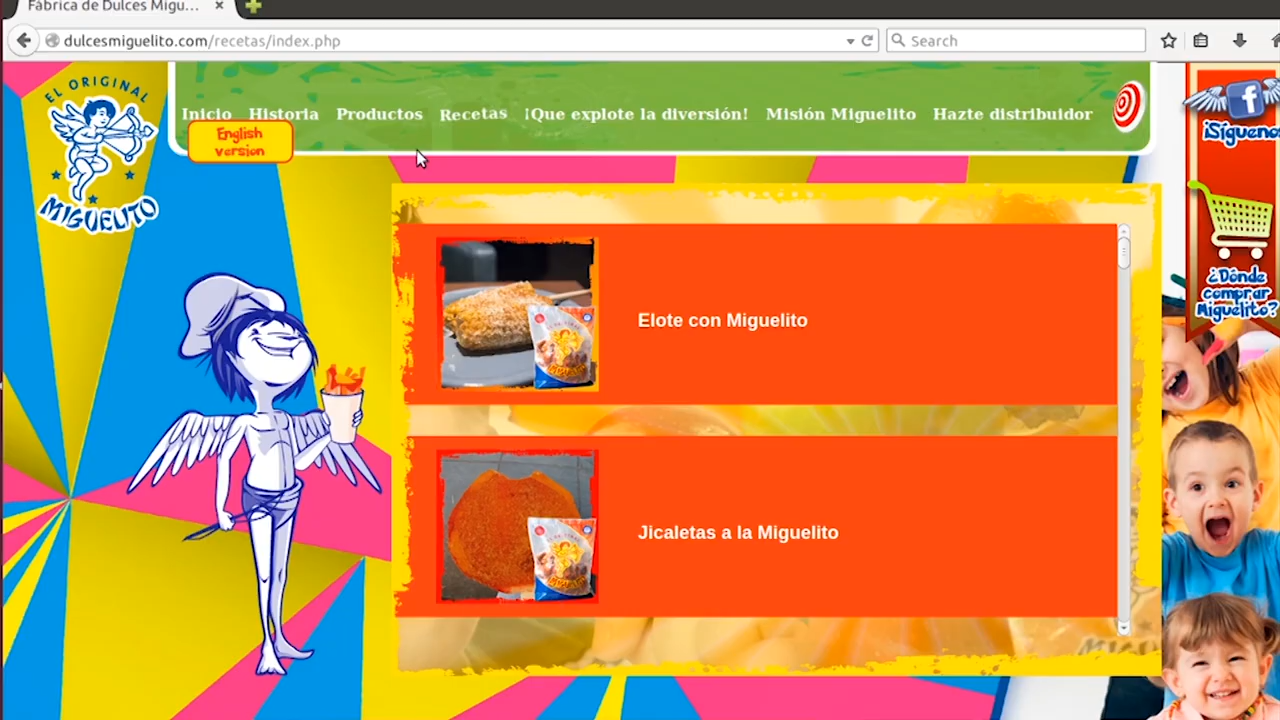 Fábrica de Dulces Migu...
dulcesmiguelito.com/recetas/index.php
Search
EL ORIGINAL
MIGUELITO
Inicio Historia Productos Recetas ¡Que explote la diversión! Misión Miguelito Hazte distribuidor
English
version
f
¡Sígueno
¿Dónde
comprar
Miguelito?
Elote con Miguelito
Jicaletas a la Miguelito